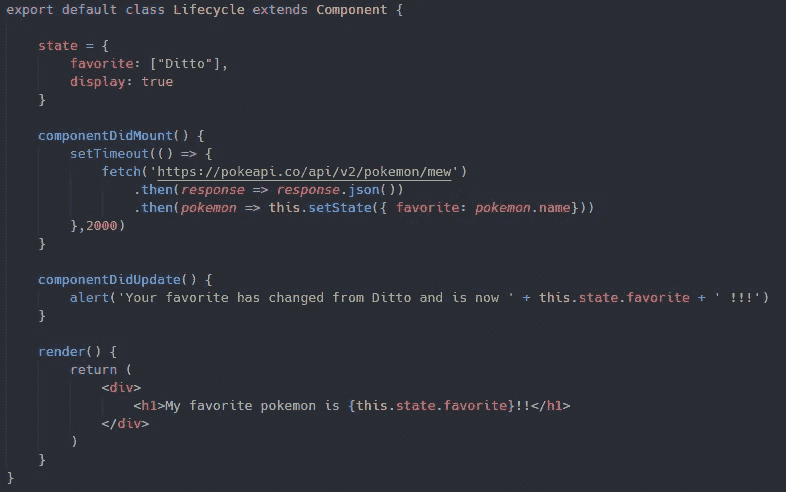 export default class Lifecycle extends Component {
state = {
favorite: ["Ditto"],
display: true
}
componentDidMount() {
setTimeout(() => {
fetch('https://pokeapi.co/api/v2/pokemon/mew')
.then(response => response.json())
.then(pokemon => this.setState({ favorite: pokemon.name}))
},2000)
}
componentDidUpdate() {
alert('Your favorite has changed from Ditto and is now ' + this.state.favorite + ' !!!')
}
render() {
return (
<div>
<h1>My favorite pokemon is {this.state.favorite}!!</h1>
</div>
)
}
}